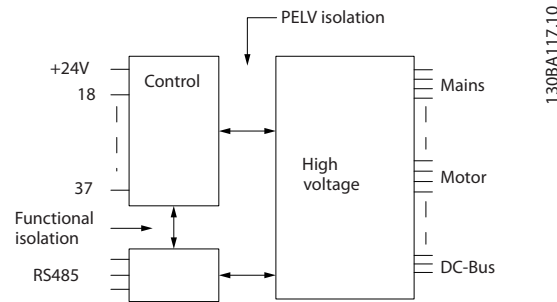 PELV isolation
+24V
Control
18
37
High
voltage
Mains
Motor
DC-Bus
Functional
isolation
RS485
130BA117.10